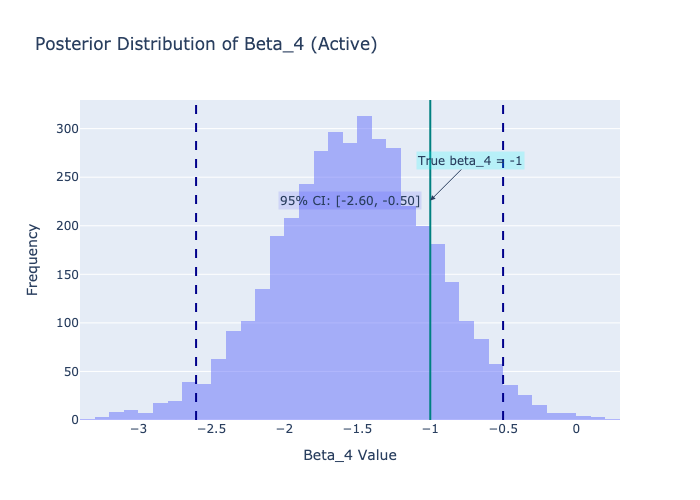 Posterior Distribution of Beta_4 (Active)
300
250
200
150
100
50
0
Frequency
True beta_4 = -1
95% CI: [-2.60, -0.50]
−3
−2.5
−2
−1.5
−1
−0.5
0
Beta_4 Value